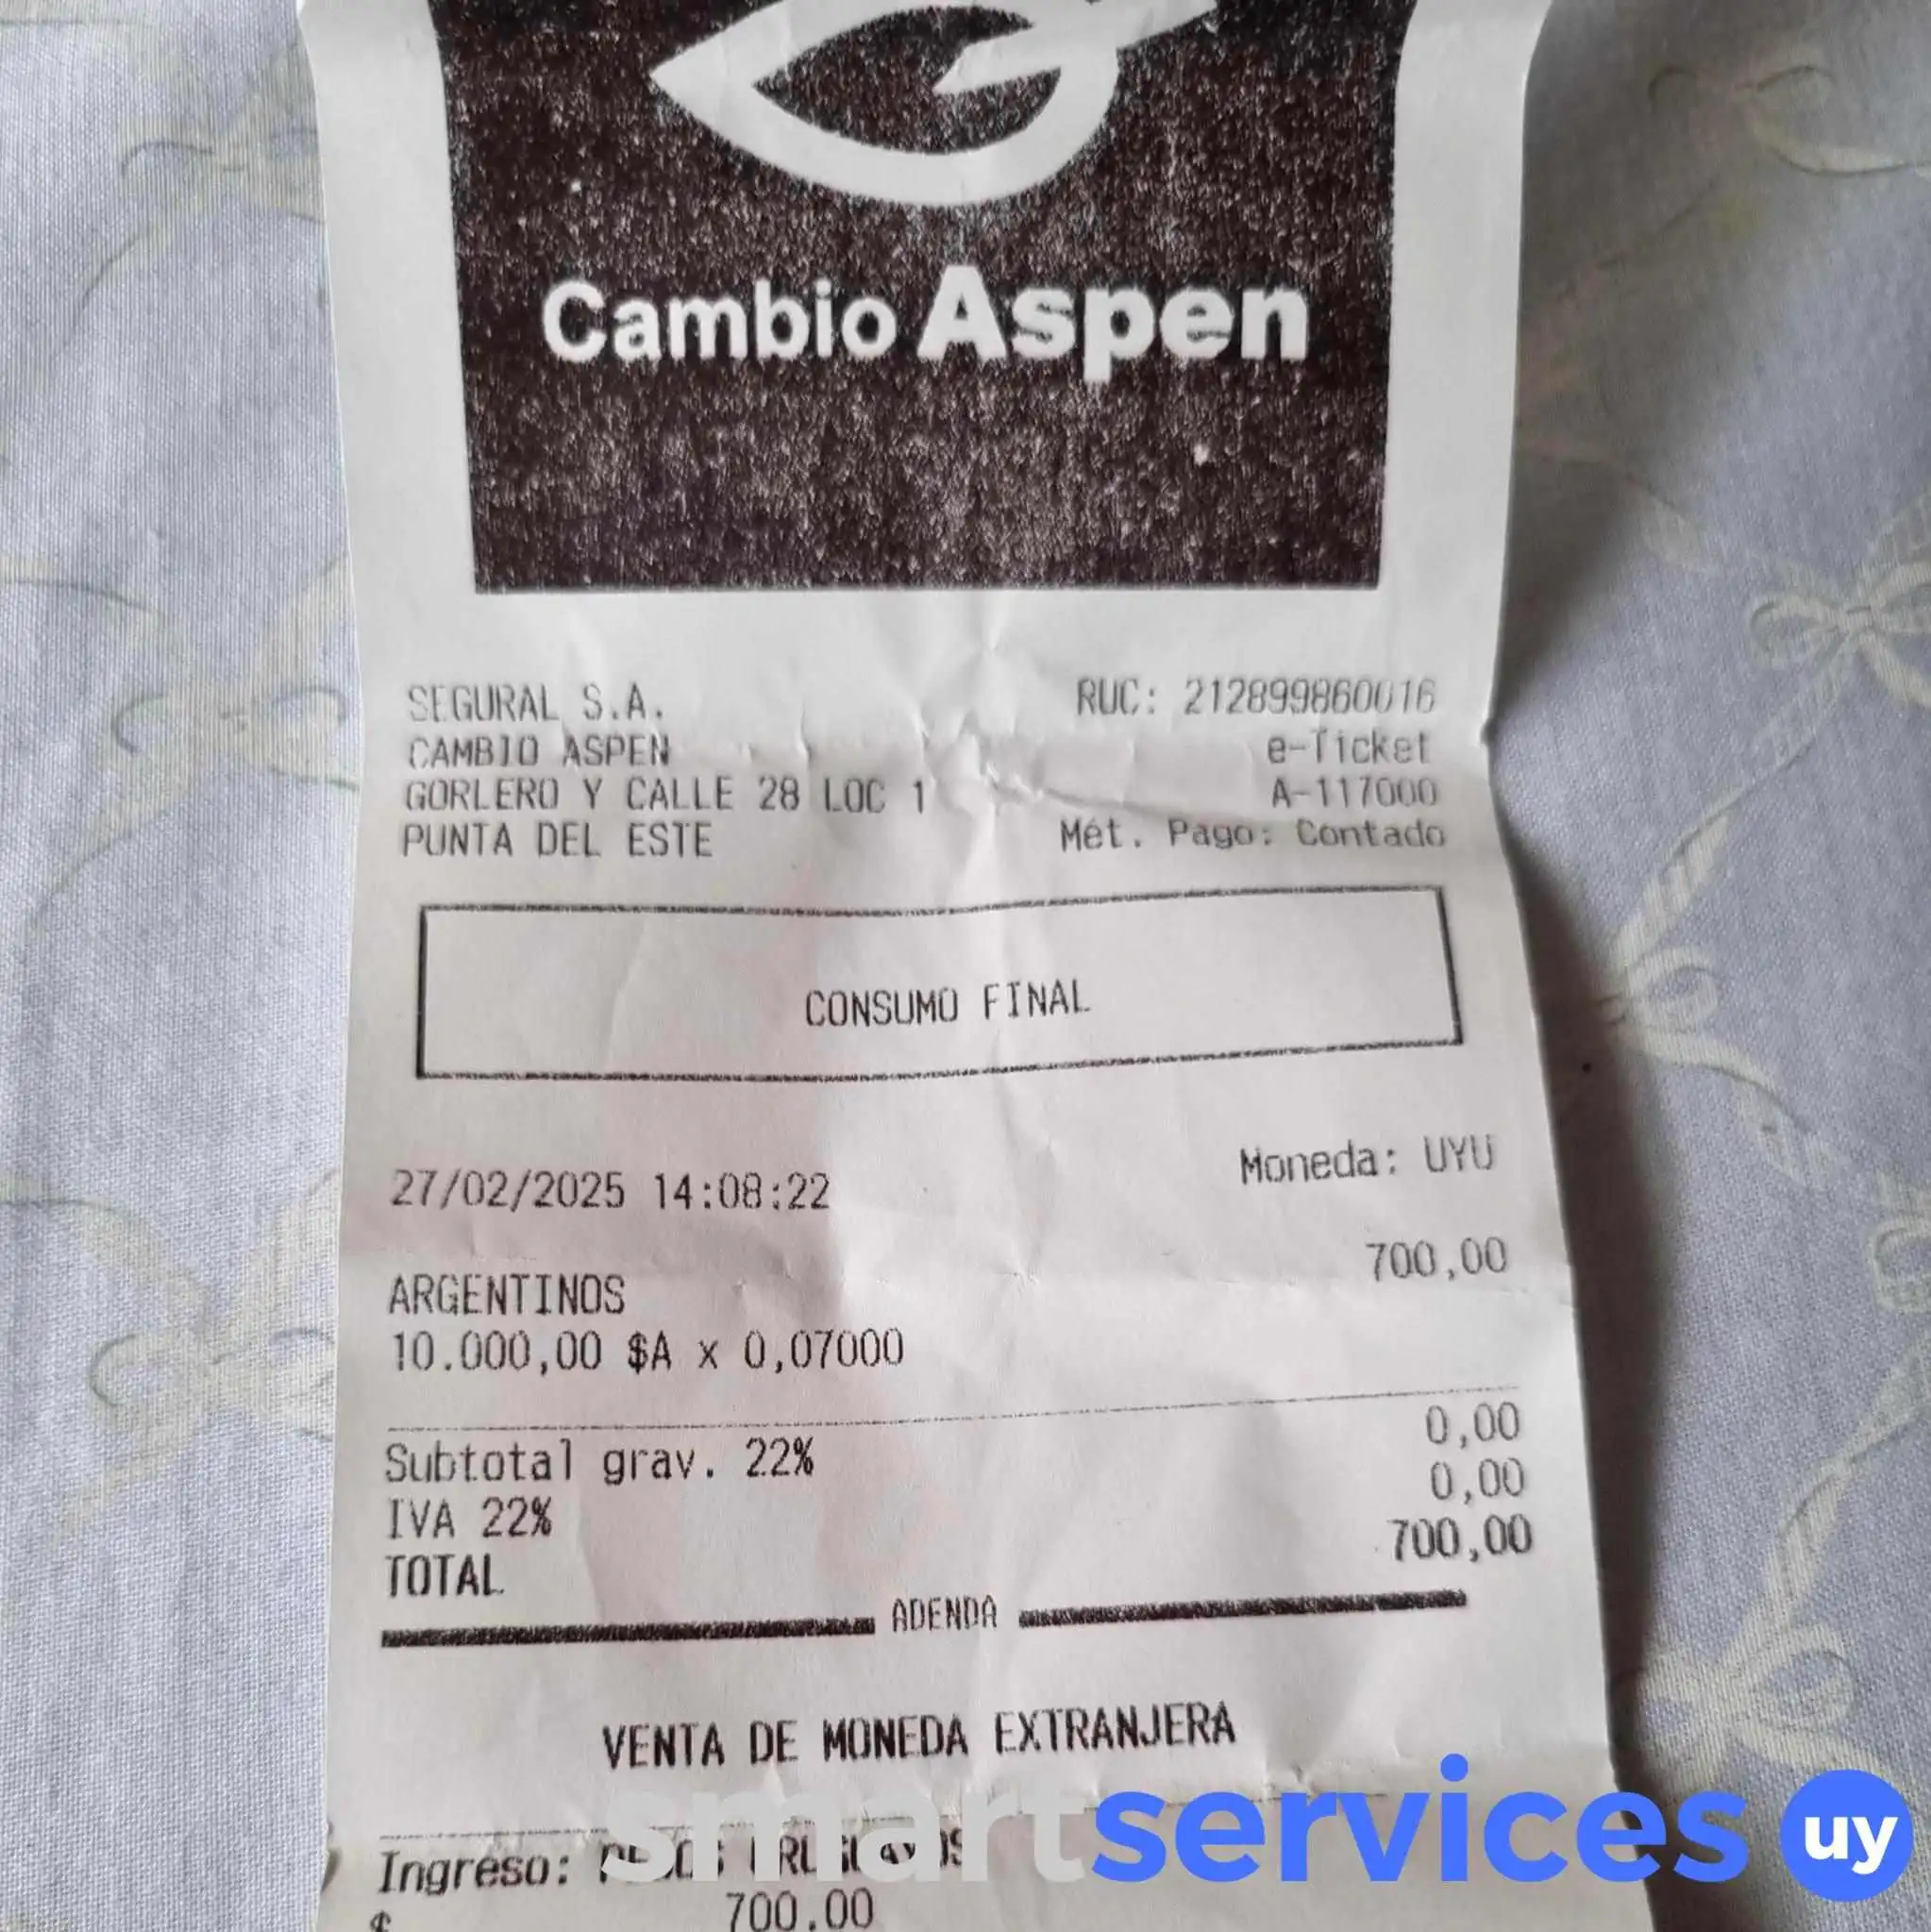 Cambio Aspen
SEGURAL S.A. RUC: 212899860016
CAMBIO ASPEN e-Ticket
GORLERO Y CALLE 28 LOC 1 A-117000
PUNTA DEL ESTE Mét. Pago: Contado
CONSUMO FINAL
27/02/2025 14:08:22 Moneda: UYU
ARGENTINOS 700,00
10.000,00 $A x 0,07000
Subtotal grav. 22% 0,00
IVA 22% 0,00
TOTAL 700,00
ADENDA
VENTA DE MONEDA EXTRANJERA
smartservices uy
Ingreso: PESOS URUGUAYOS
$ 700.00